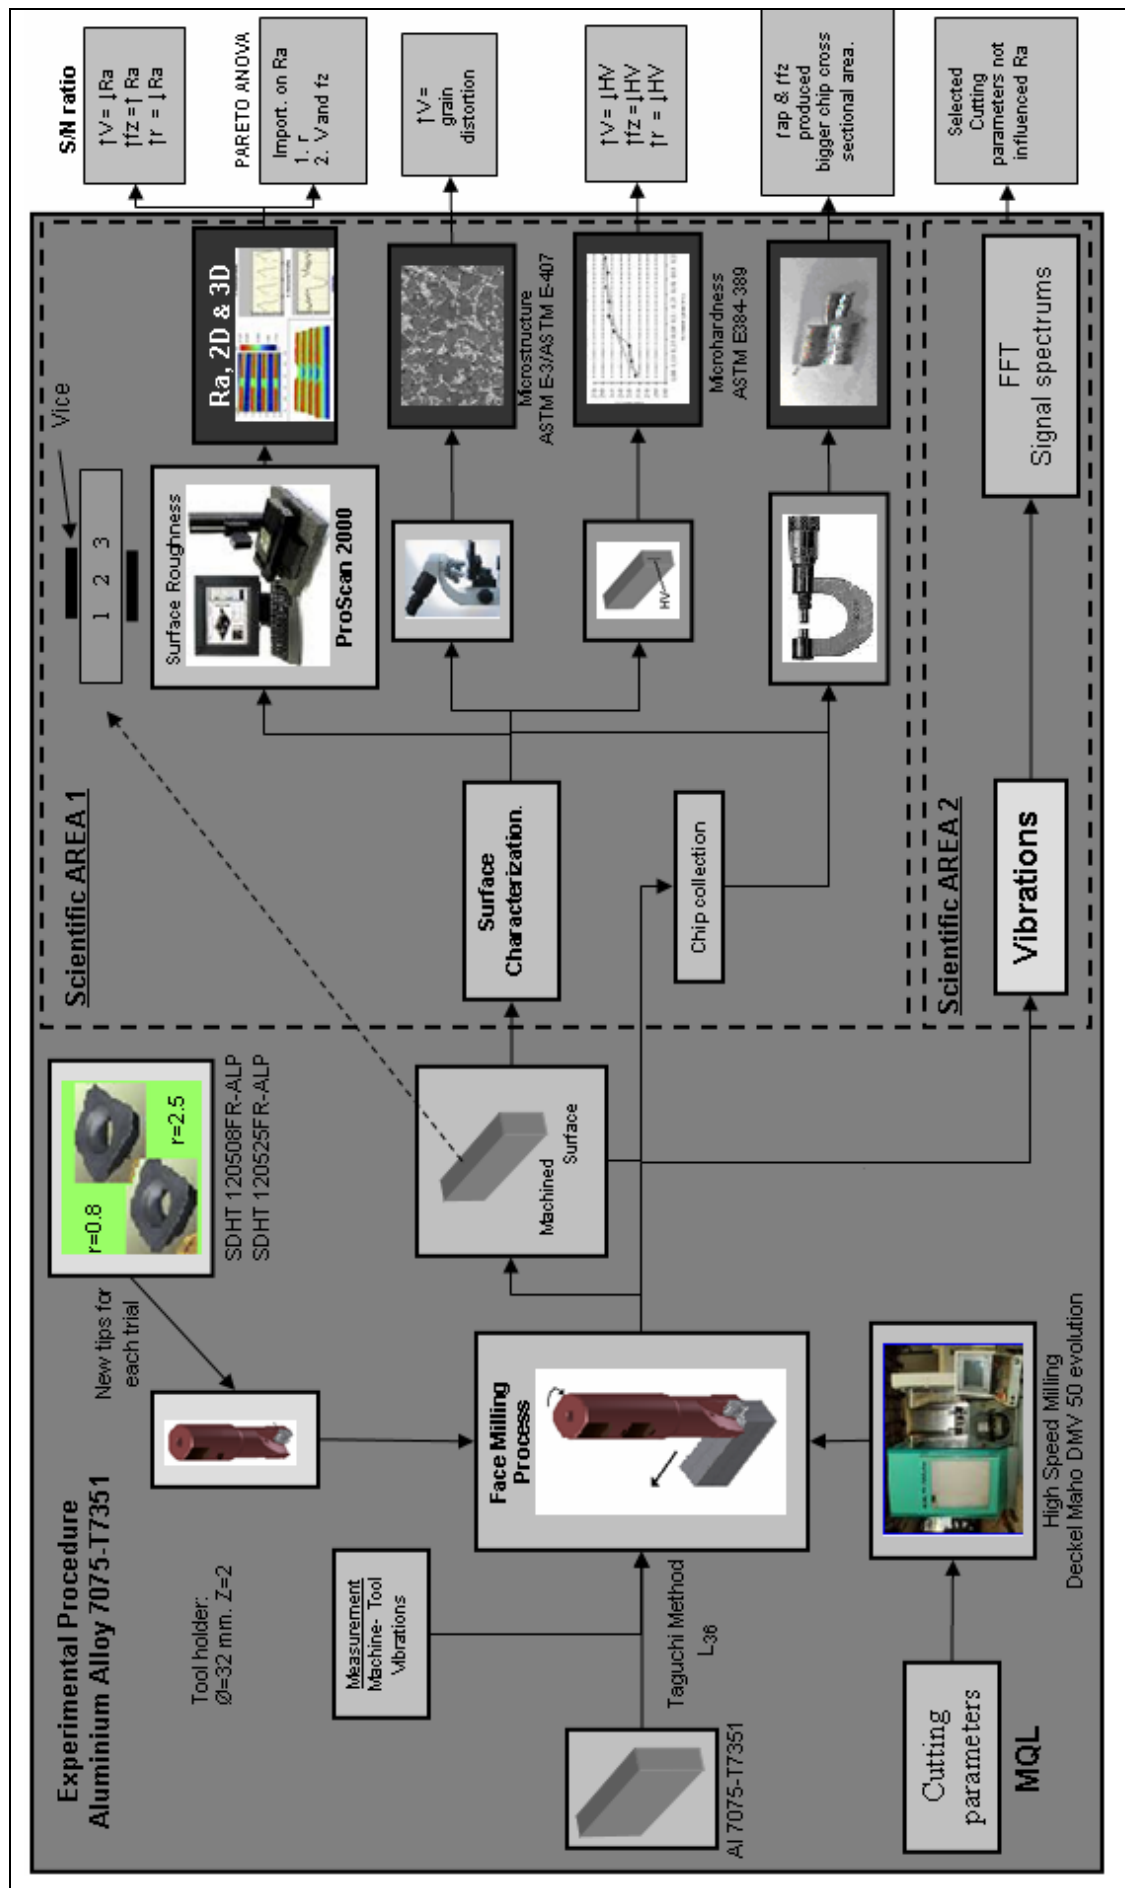 Experimental Procedure
Aluminium Alloy 7075-T7351
Tool holder:
Ø=32 mm. Z=2
New tips for
each trial
r=0.8
r=2.5
SDHT 120508FR-ALP
SDHT 120525FR-ALP
Measurement
Machine- Tool
Vibrations
Al 7075-T7351
Taguchi Method
L36
Face Milling
Process
Cutting
parameters
MQL
High Speed Milling
Deckel Maho DMV 50 evolution
Machined
Surface
Scientific AREA 1
Vice
1 2 3
Surface
Characterization.
Chip collection
Surface Roughness
ProScan 2000
Ra, 2D & 3D
Microstructure
ASTM E-3/ASTM E-407
HV
Microhardness
ASTM E384-389
Scientific AREA 2
Vibrations
FFT
Signal spectrums
S/N ratio
↑V = ↓Ra
↑fz = ↑ Ra
↑r = ↓Ra
PARETO ANOVA
Import. on Ra
1. r
2. V and fz
↑V=
grain
distortion
↑V = ↓HV
↑fz = ↓HV
↑r = ↓HV
↑ap & ↑fz
produced
bigger chip cross
sectional area.
Selected
Cutting
parameters not
influenced Ra